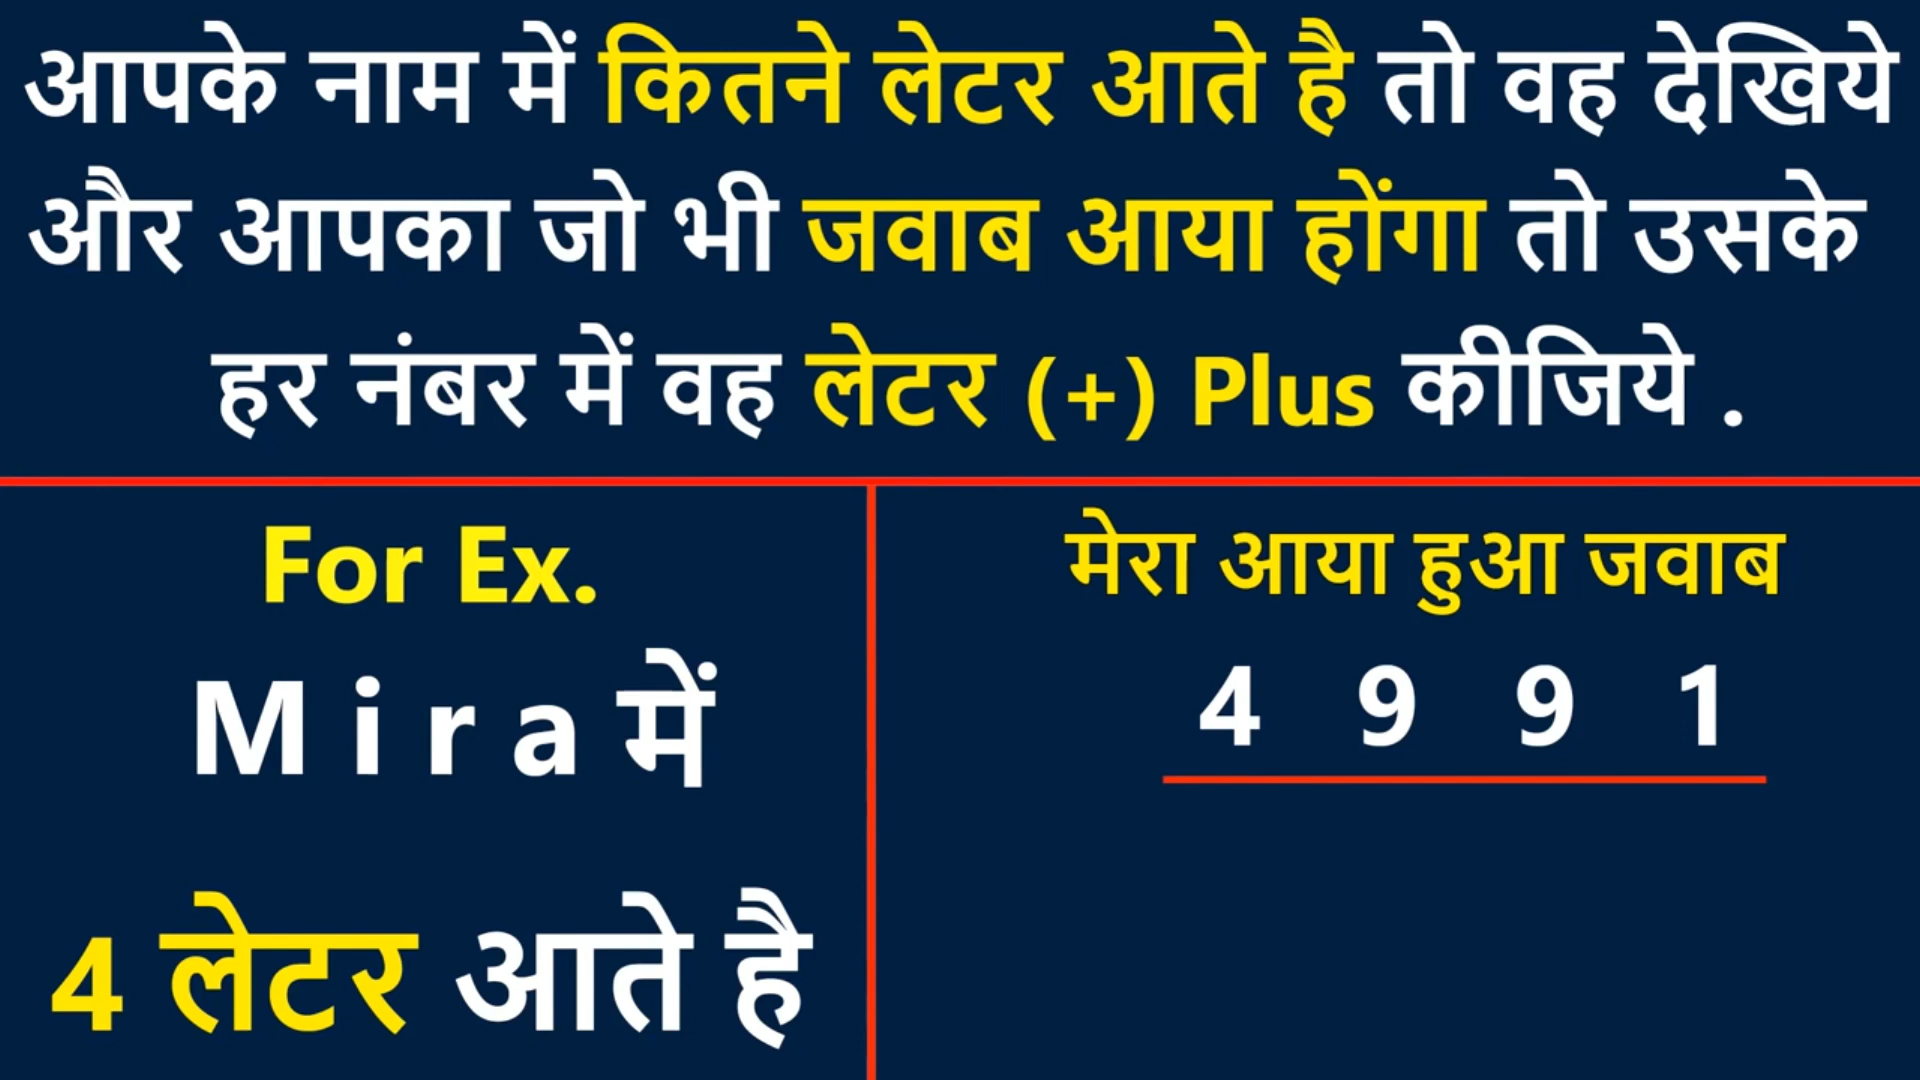 आपके नाम में कितने लेटर आते है तो वह देखिये
और आपका जो भी जवाब आया होंगा तो उसके
हर नंबर में वह लेटर (+) Plus कीजिये .
For Ex.
M i r a में
4 लेटर आते है
मेरा आया हुआ जवाब
4 9 9 1